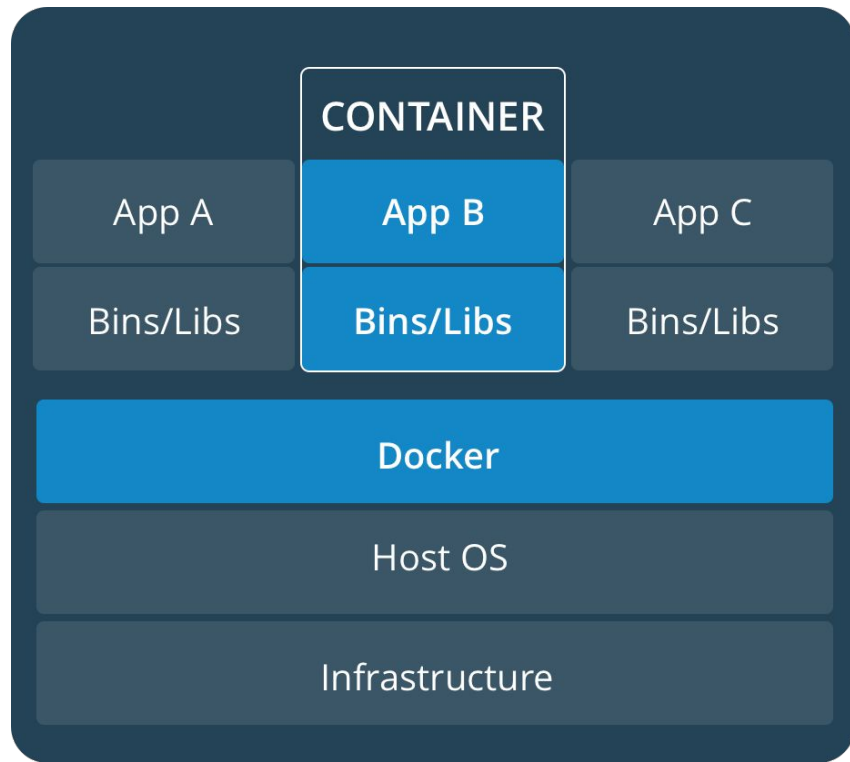 CONTAINER
App A
App B
App C
Bins/Libs
Bins/Libs
Bins/Libs
Docker
Host OS
Infrastructure